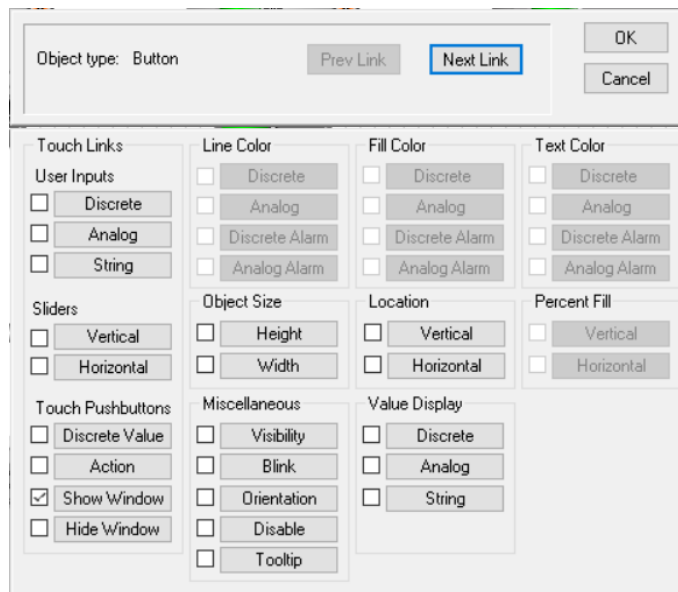 Object type: Button
Prev Link
Next Link
OK
Cancel
Touch Links
User Inputs
Discrete
Analog
String
Sliders
Vertical
Horizontal
Touch Pushbuttons
Discrete Value
Action
Show Window
Hide Window
Line Color
Discrete
Analog
Discrete Alarm
Analog Alarm
Object Size
Height
Width
Miscellaneous
Visibility
Blink
Orientation
Disable
Tooltip
Fill Color
Discrete
Analog
Discrete Alarm
Analog Alarm
Location
Vertical
Horizontal
Value Display
Discrete
Analog
String
Text Color
Discrete
Analog
Discrete Alarm
Analog Alarm
Percent Fill
Vertical
Horizontal